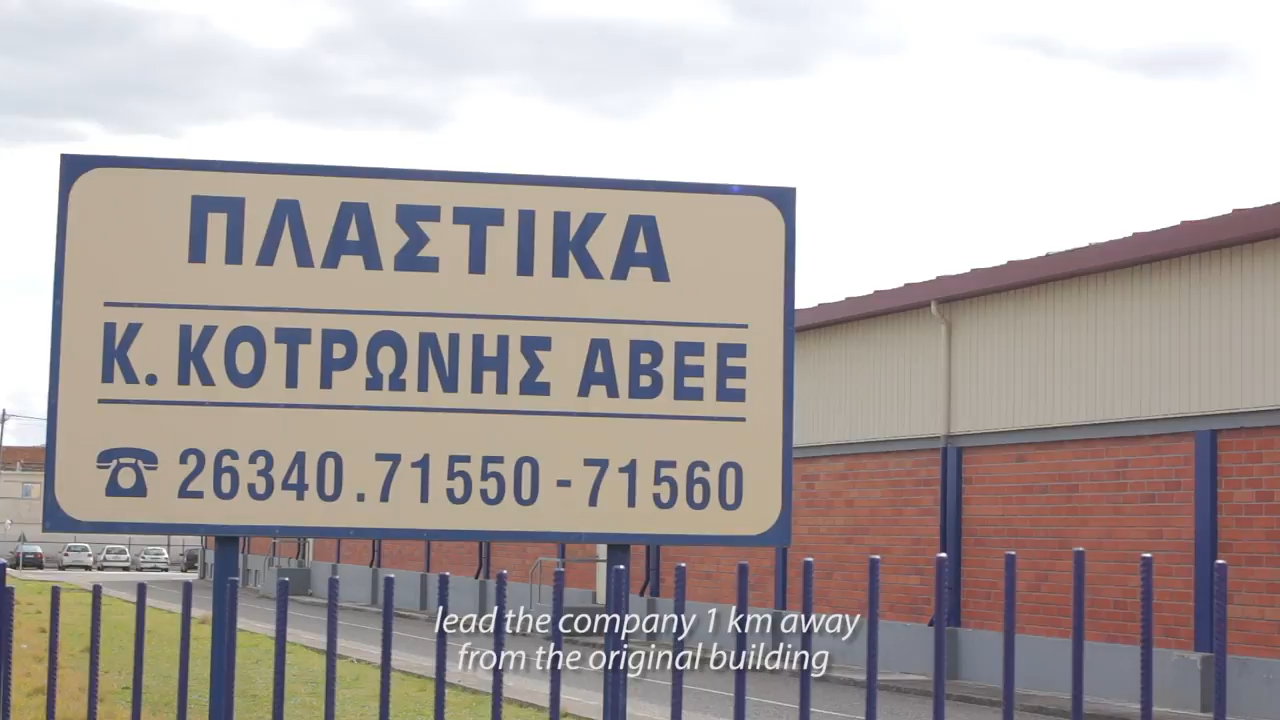 ΠΛΑΣΤΙΚΑ
Κ. ΚΟΤΡΩΝΗΣ ΑΒΕΕ
26340.71550-71560
lead the company 1 km away
from the original building